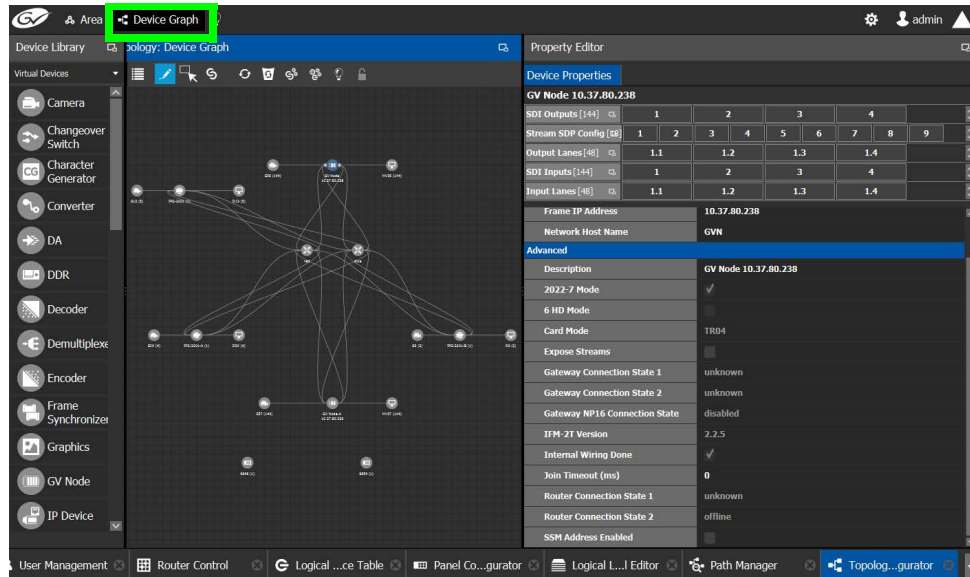 GV Area Device Graph admin
Device Library
pology: Device Graph
Property Editor
Virtual Devices
Camera
Changeover
Switch
Character
Generator
Converter
DA
DDR
Decoder
Demultiplexe
Encoder
Frame
Synchronizer
Graphics
GV Node
IP Device
CG
Device Properties
GV Node 10.37.80.238
SDI Outputs [144] 1 2 3 4
Stream SDP Config [18] 1 2 3 4 5 6 7 8 9
Output Lanes [48] 1.1 1.2 1.3 1.4
SDI Inputs [144] 1 2 3 4
Input Lanes [48] 1.1 1.2 1.3 1.4
Frame IP Address 10.37.80.238
Network Host Name GVN
Advanced
Description GV Node 10.37.80.238
2022-7 Mode
6 HD Mode
Card Mode TR04
Expose Streams
Gateway Connection State 1 unknown
Gateway Connection State 2 unknown
Gateway NP16 Connection State disabled
IFM-2T Version 2.2.5
Internal Wiring Done
Join Timeout (ms) 0
Router Connection State 1 unknown
Router Connection State 2 offline
SSM Address Enabled
User Management Router Control Logical ...ce Table Panel Co...gurator Logical L...l Editor Path Manager Topolog...gurator